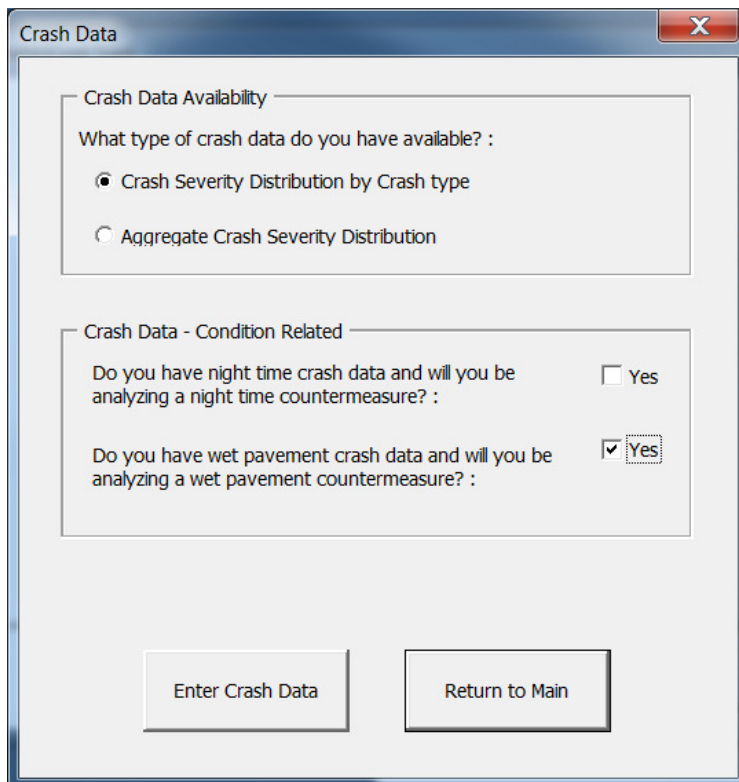 Crash Data
Crash Data Availability
What type of crash data do you have available? :
Crash Severity Distribution by Crash type
Aggregate Crash Severity Distribution
Crash Data - Condition Related
Do you have night time crash data and will you be
analyzing a night time countermeasure? :
Yes
Do you have wet pavement crash data and will you be
analyzing a wet pavement countermeasure? :
Yes
Enter Crash Data
Return to Main